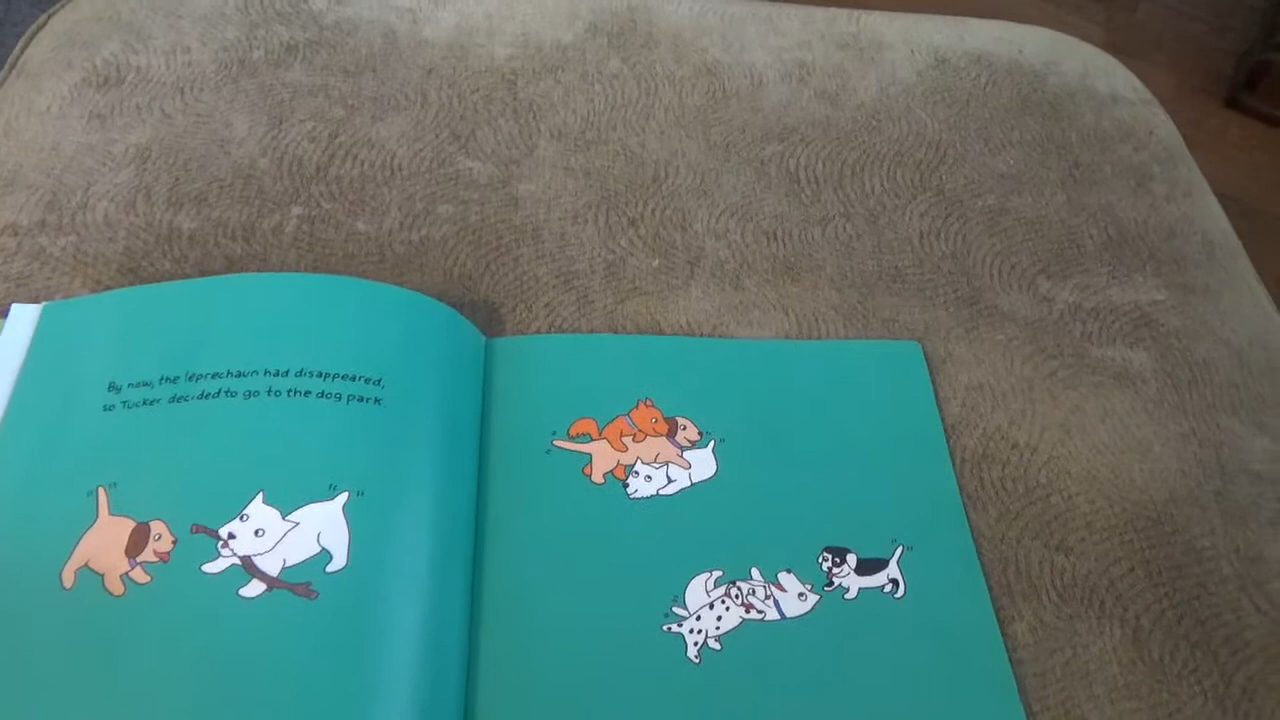 By now, the leprechaun had disappeared,
so Tucker decided to go to the dog park.